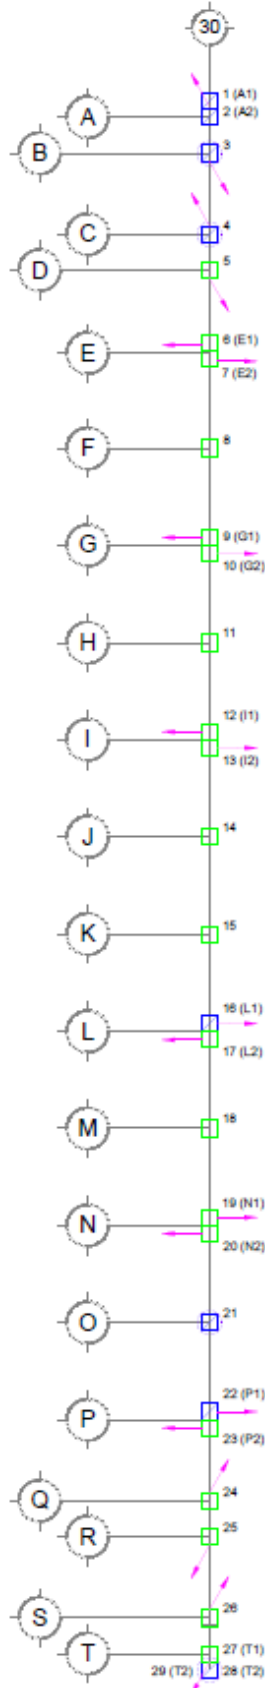 30
1 (A1)
A
2 (A2)
B
3
C
4
D
5
6 (E1)
E
7 (E2)
F
8
9 (G1)
G
10 (G2)
H
11
12 (I1)
I
13 (I2)
J
14
K
15
16 (L1)
L
17 (L2)
M
18
19 (N1)
N
20 (N2)
O
21
22 (P1)
P
23 (P2)
Q
24
R
25
S
26
T
27 (T1)
29 (T2) 28 (T2)